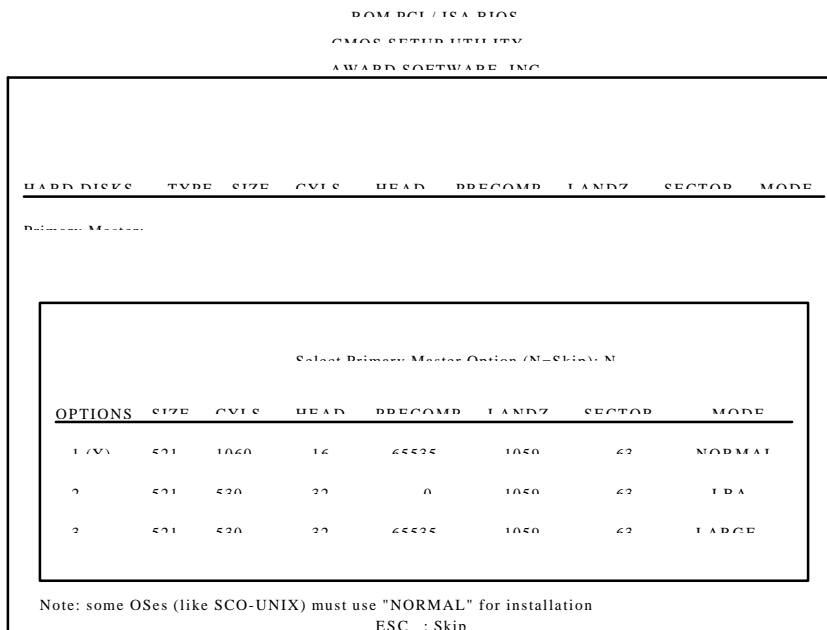 ROM PCI / ISA BIOS
CMOS SETUP UTILITY
AWARD SOFTWARE, INC.
HARD DISKS TYPE SIZE CYLS HEAD PRECOMP LANDZ SECTOR MODE
Primary Master:
Select Primary Master Option (N=Skip): N
OPTIONS SIZE CYLS HEAD PRECOMP LANDZ SECTOR MODE
1 (Y) 521 1060 16 65535 1059 63 NORMAL
2 521 530 32 0 1059 63 LBA
3 521 530 32 65535 1059 63 LARGE
Note: some OSes (like SCO-UNIX) must use "NORMAL" for installation
ESC : Skip